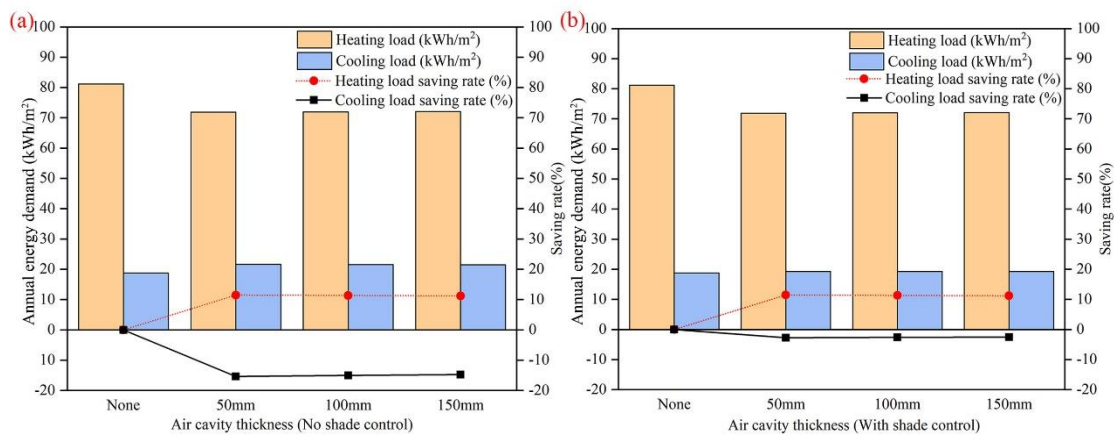 (a)
Annual energy demand (kWh/m²)
100
90
80
70
60
50
40
30
20
10
0
10
-20
Heating load (kWh/m²)
Cooling load (kWh/m²)
Heating load saving rate (%)
Cooling load saving rate (%)
100
90
80
70
60
50
40
30
20
10
0
-10
-20
Saving rate(%)
None
50mm
100mm
150mm
Air cavity thickness (No shade control)
(b)
Annual energy demand (kWh/m²)
100
90
80
70
60
50
40
30
20
10
0
10
-20
Heating load (kWh/m²)
Cooling load (kWh/m²)
Heating load saving rate (%)
Cooling load saving rate (%)
100
90
80
70
60
50
40
30
20
10
0
-10
-20
Saving rate(%)
None
50mm
100mm
150mm
Air cavity thickness (With shade control)